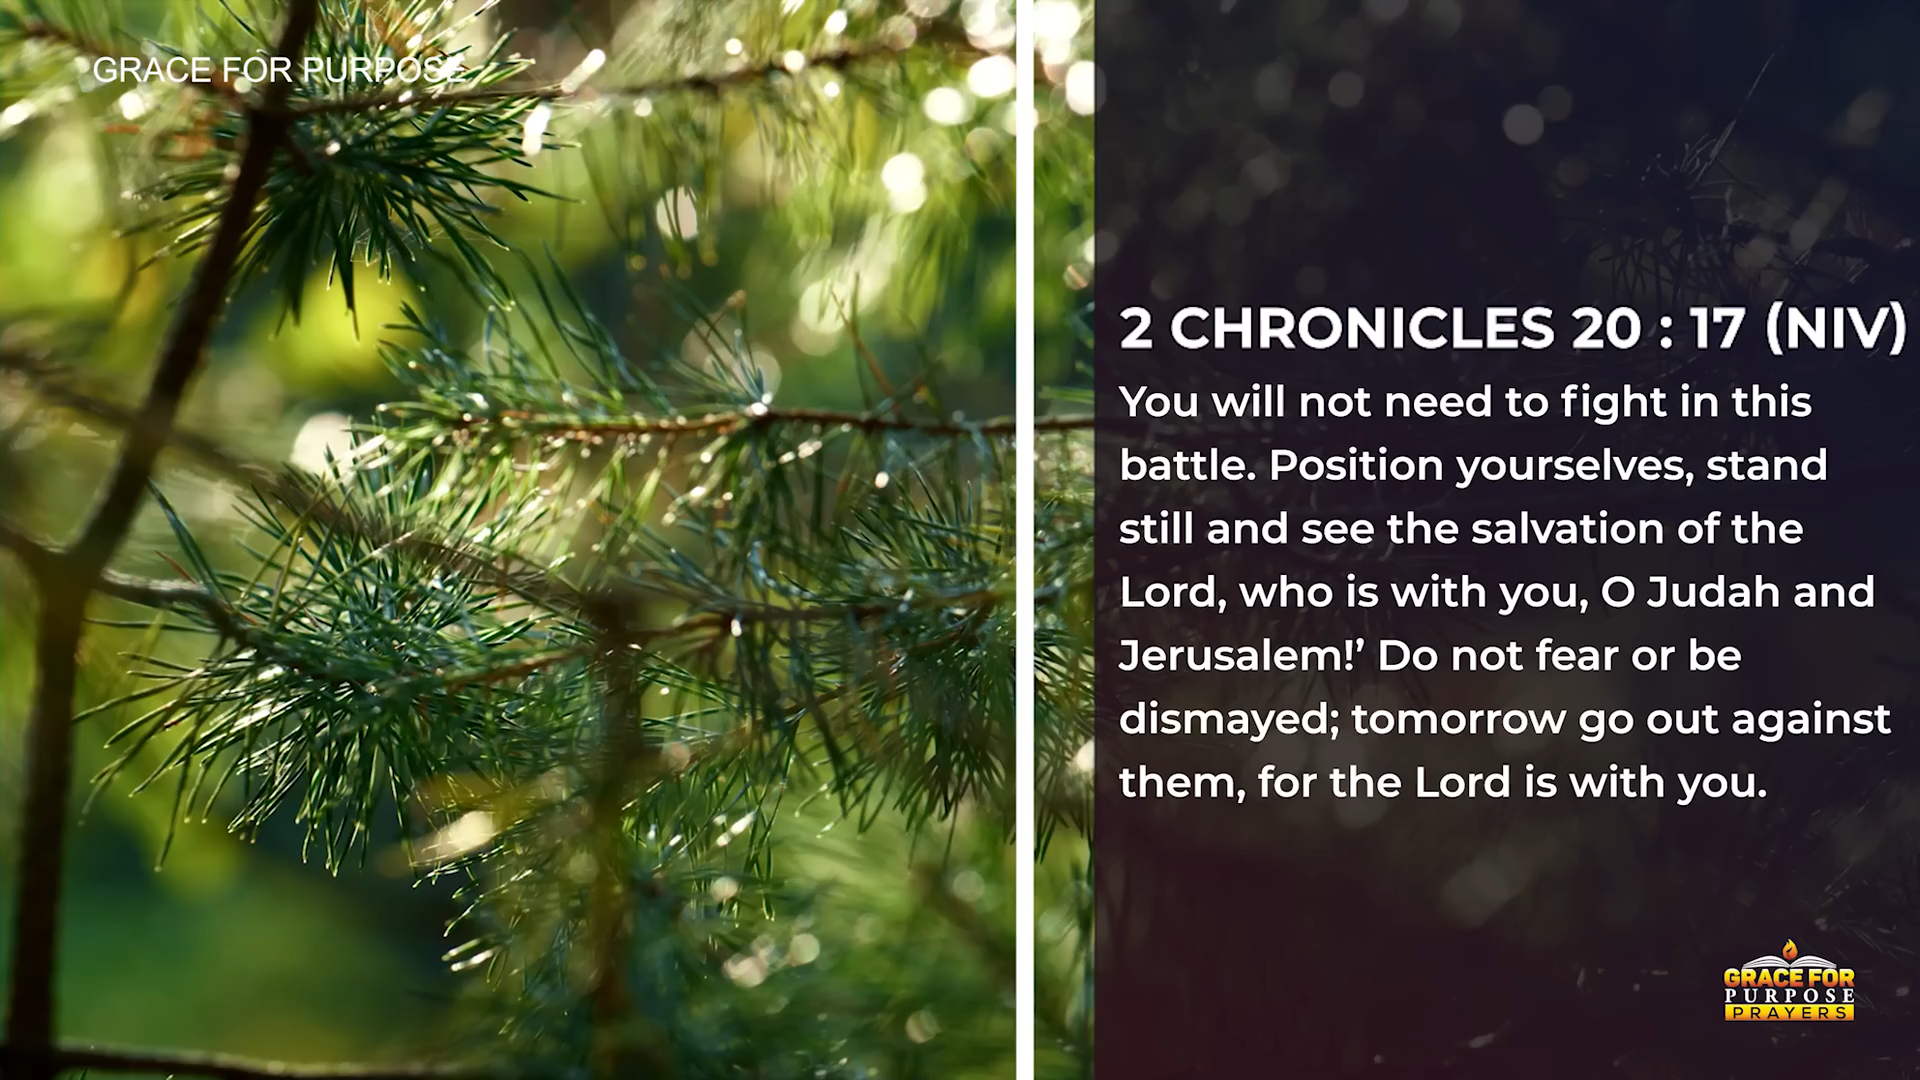 GRACE FOR PURPOSE
2 CHRONICLES 20 : 17 (NIV)
You will not need to fight in this
battle. Position yourselves, stand
still and see the salvation of the
Lord, who is with you, O Judah and
Jerusalem!’ Do not fear or be
dismayed; tomorrow go out against
them, for the Lord is with you.
GRACE FOR
PURPOSE
PRAYERS